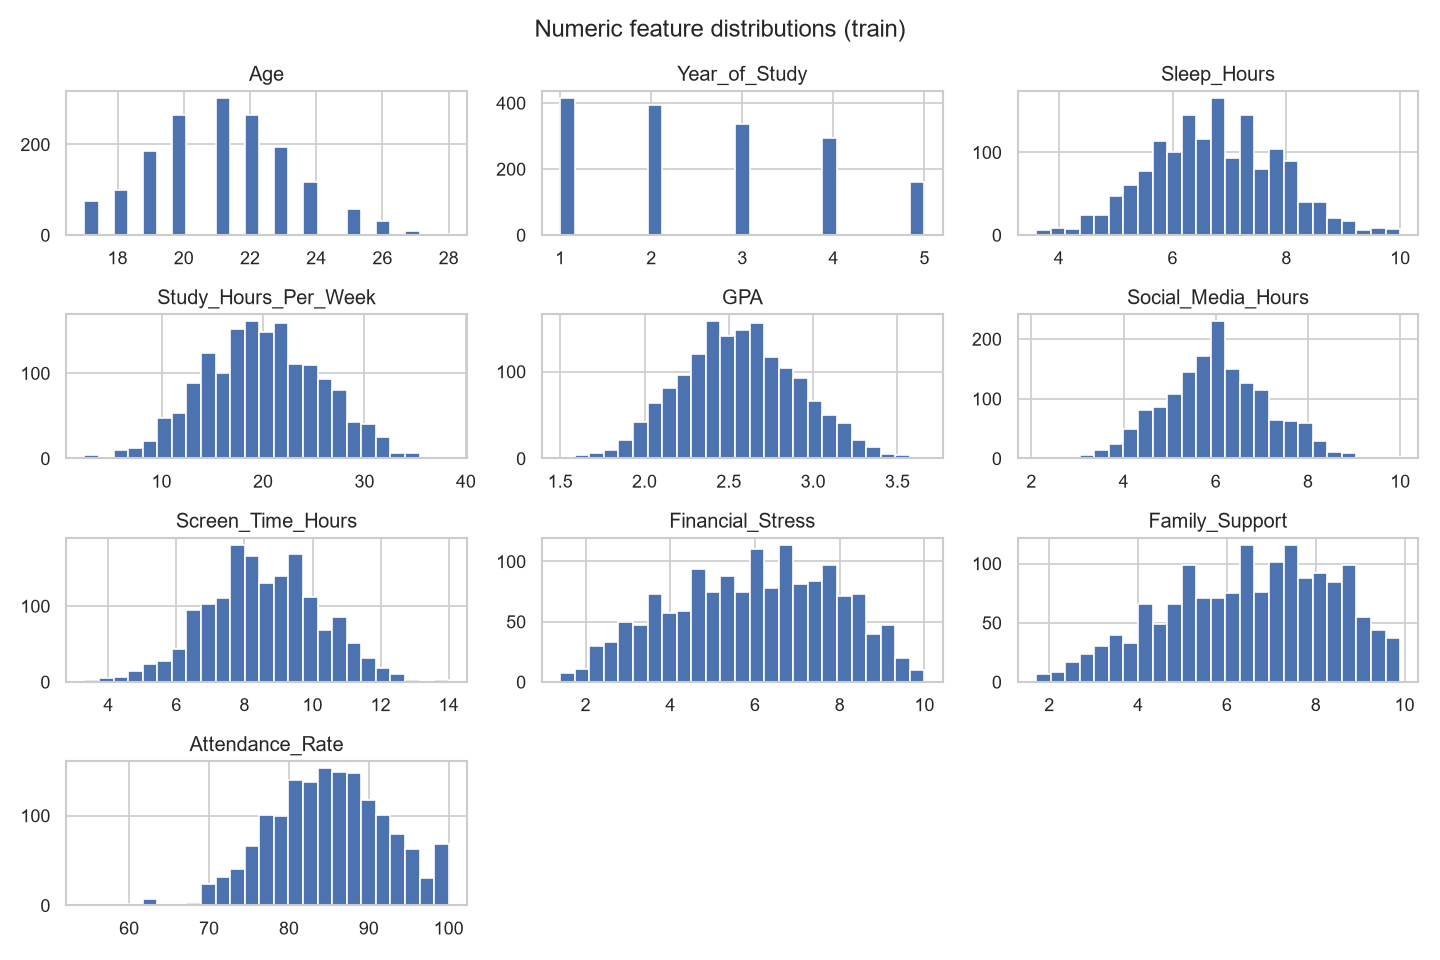 Numeric feature distributions (train)
Age
Year_of_Study
Sleep_Hours
200
0
18 20 22 24 26 28
400
200
0
1 2 3 4 5
100
0
4 6 8 10
Study_Hours_Per_Week
GPA
Social_Media_Hours
100
0
10 20 30 40
100
0
1.5 2.0 2.5 3.0 3.5
200
100
0
2 4 6 8 10
Screen_Time_Hours
Financial_Stress
Family_Support
100
0
4 6 8 10 12 14
100
50
0
2 4 6 8 10
100
50
0
2 4 6 8 10
Attendance_Rate
100
0
60 70 80 90 100